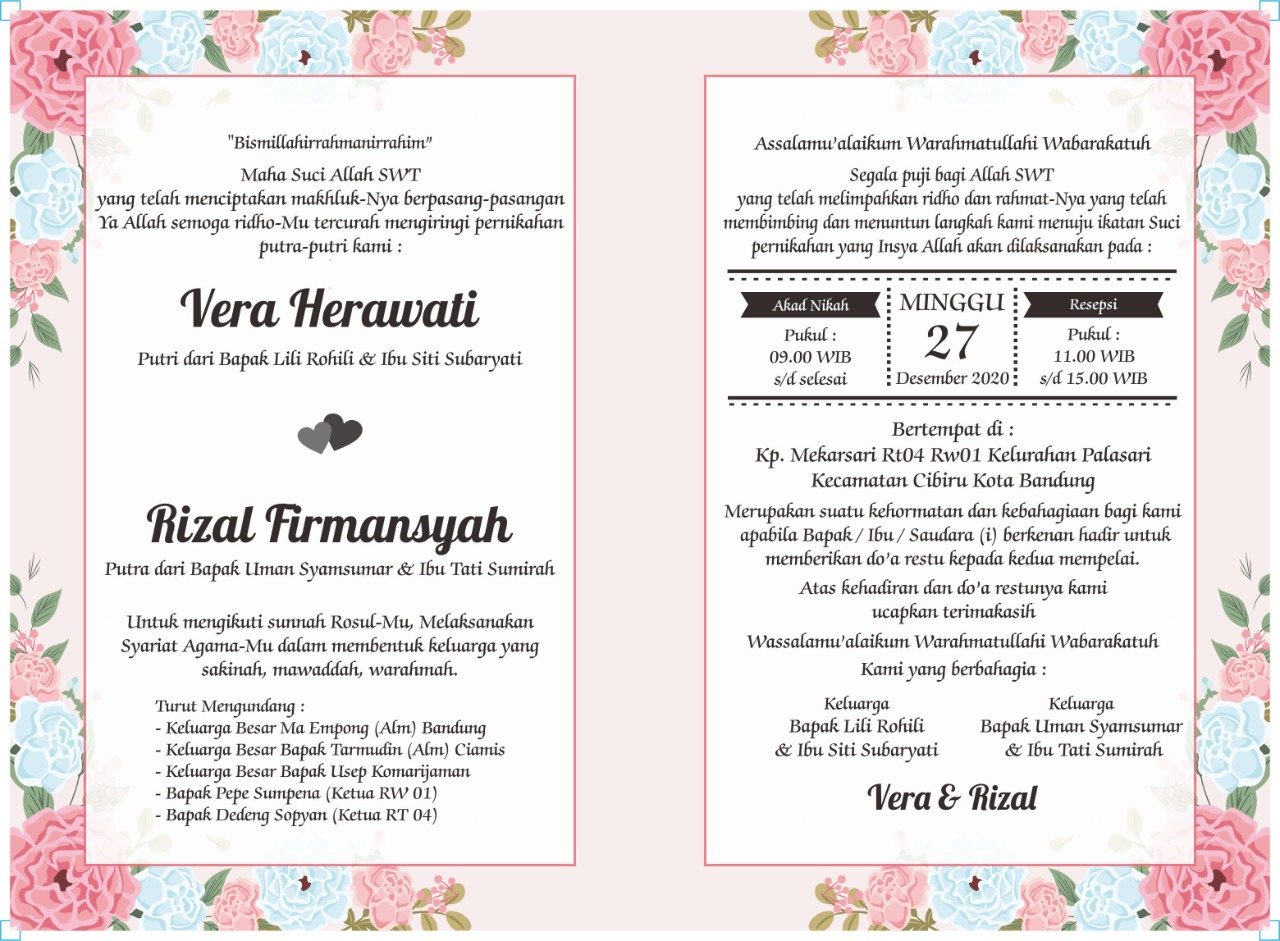 "Bismillahirrahmanirrahim"
Maha Suci Allah SWT
yang telah menciptakan makhluk-Nya berpasang-pasangan
Ya Allah semoga ridho-Mu tercurah mengiringi pernikahan
putra-putri kami :
Vera Herawati
Putri dari Bapak Lili Rohili & Ibu Siti Subaryati
Rizal Firmansyah
Putra dari Bapak Uman Syamsumar & Ibu Tati Sumirah
Untuk mengikuti sunnah Rosul-Mu, Melaksanakan
Syariat Agama-Mu dalam membentuk keluarga yang
sakinah, mawaddah, warahmah.
Turut Mengundang :
- Keluarga Besar Ma Empong (Alm) Bandung
- Keluarga Besar Bapak Tarmudin (Alm) Ciamis
- Keluarga Besar Bapak Usep Komarijaman
- Bapak Pepe Sumpena (Ketua RW 01)
- Bapak Dedeng Sopyan (Ketua RT 04)
Assalamu'alaikum Warahmatullahi Wabarakatuh
Segala puji bagi Allah SWT
yang telah melimpahkan ridho dan rahmat-Nya yang telah
membimbing dan menuntun langkah kami menuju ikatan Suci
pernikahan yang Insya Allah akan dilaksanakan pada :
Akad Nikah
Pukul :
09.00 WIB
s/d selesai
MINGGU
27
Desember 2020
Resepsi
Pukul :
11.00 WIB
s/d 15.00 WIB
Bertempat di :
Kp. Mekarsari Rt04 Rw01 Kelurahan Palasari
Kecamatan Cibiru Kota Bandung
Merupakan suatu kehormatan dan kebahagiaan bagi kami
apabila Bapak / Ibu / Saudara (i) berkenan hadir untuk
memberikan do'a restu kepada kedua mempelai.
Atas kehadiran dan do'a restunya kami
ucapkan terimakasih
Wassalamu'alaikum Warahmatullahi Wabarakatuh
Kami yang berbahagia :
Keluarga
Bapak Lili Rohili
& Ibu Siti Subaryati
Keluarga
Bapak Uman Syamsumar
& Ibu Tati Sumirah
Vera & Rizal